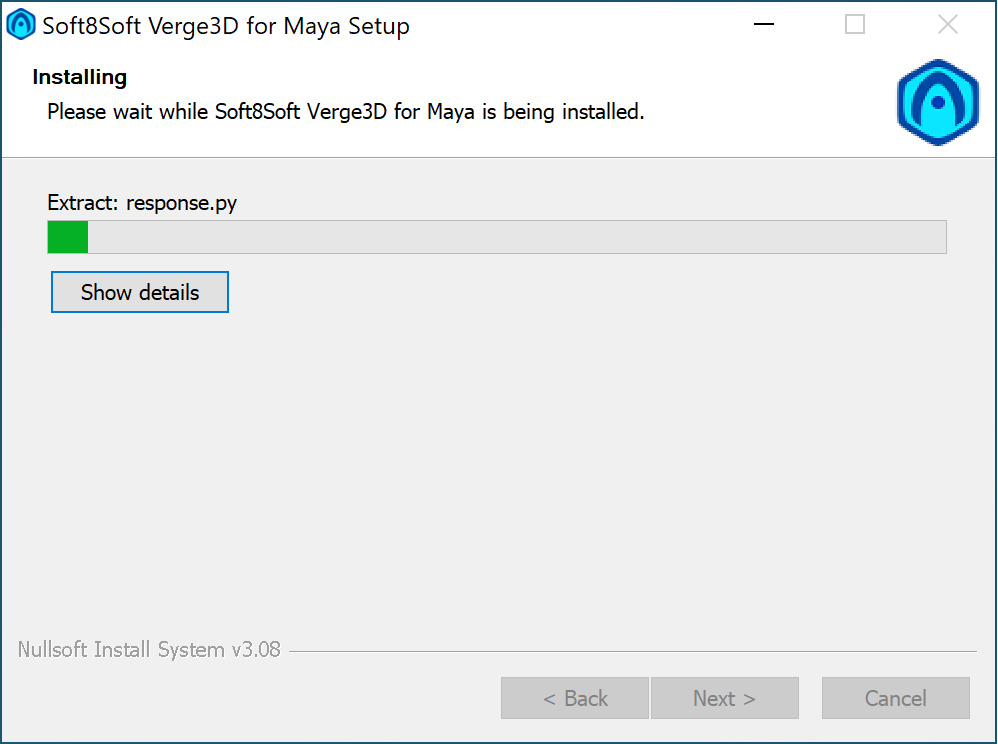 Soft8Soft Verge3D for Maya Setup
Installing
Please wait while Soft8Soft Verge3D for Maya is being installed.
Extract: response.py
Show details
Nullsoft Install System v3.08
< Back Next > Cancel